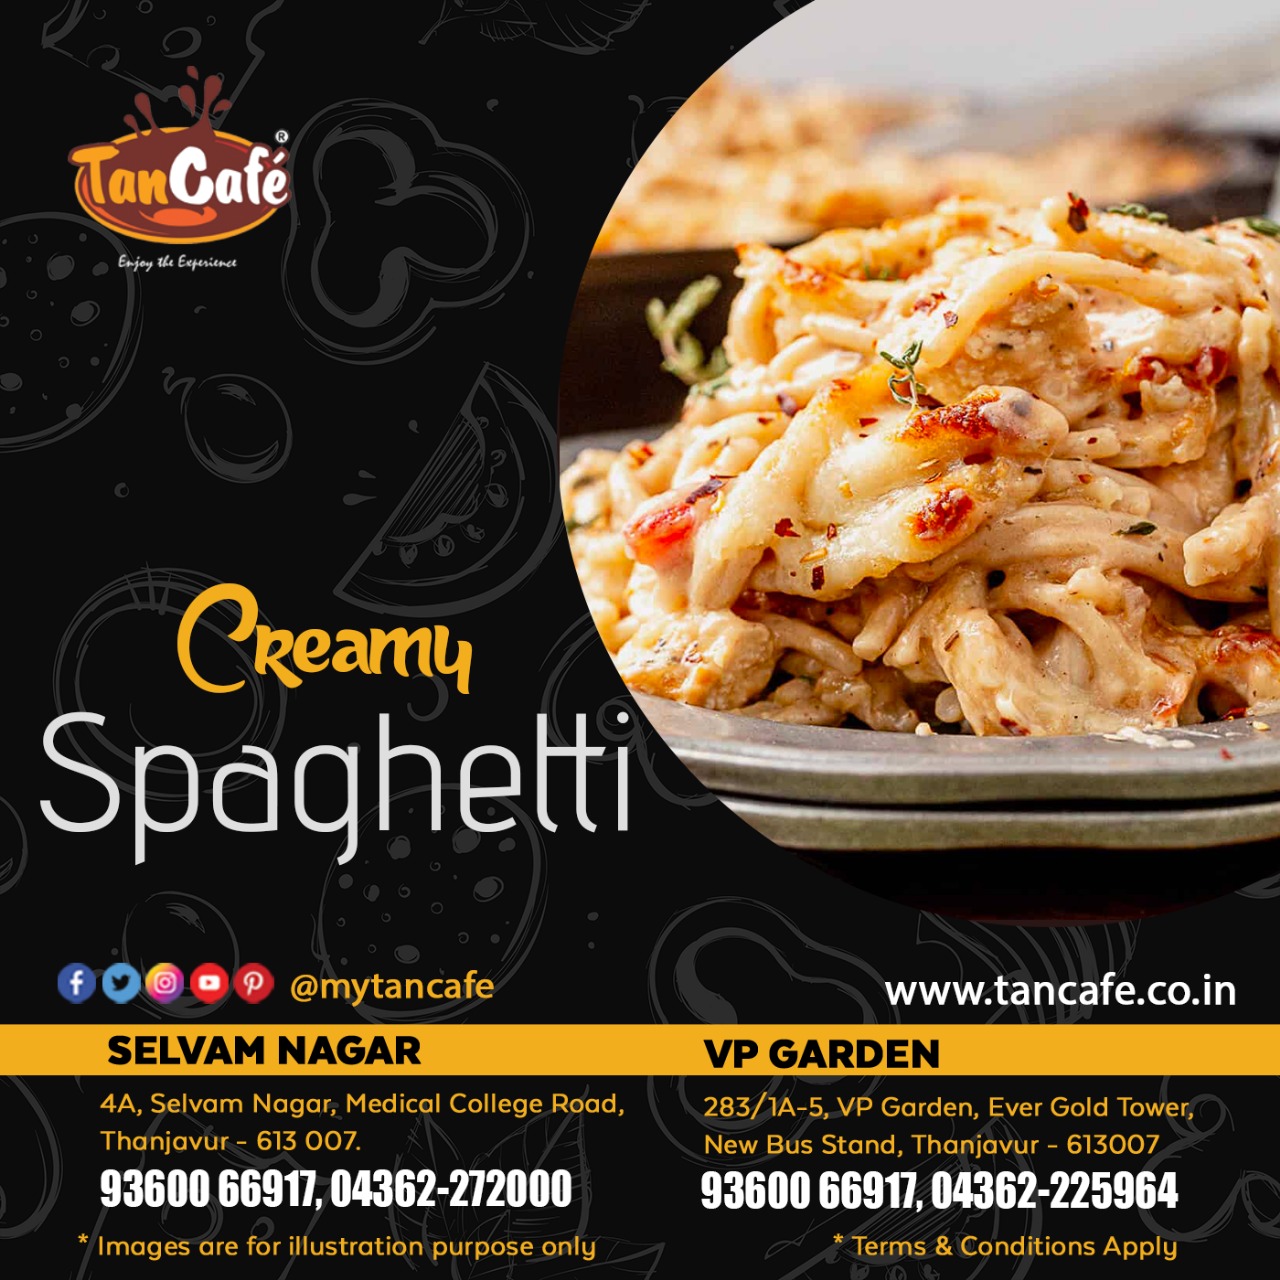 TanCafé®
Enjoy the Experience
Creamy
Spaghetti
@mytancafe
www.tancafe.co.in
SELVAM NAGAR
4A, Selvam Nagar, Medical College Road,
Thanjavur - 613 007.
93600 66917, 04362-272000
* Images are for illustration purpose only
VP GARDEN
283/1A-5, VP Garden, Ever Gold Tower,
New Bus Stand, Thanjavur - 613007
93600 66917, 04362-225964
* Terms & Conditions Apply